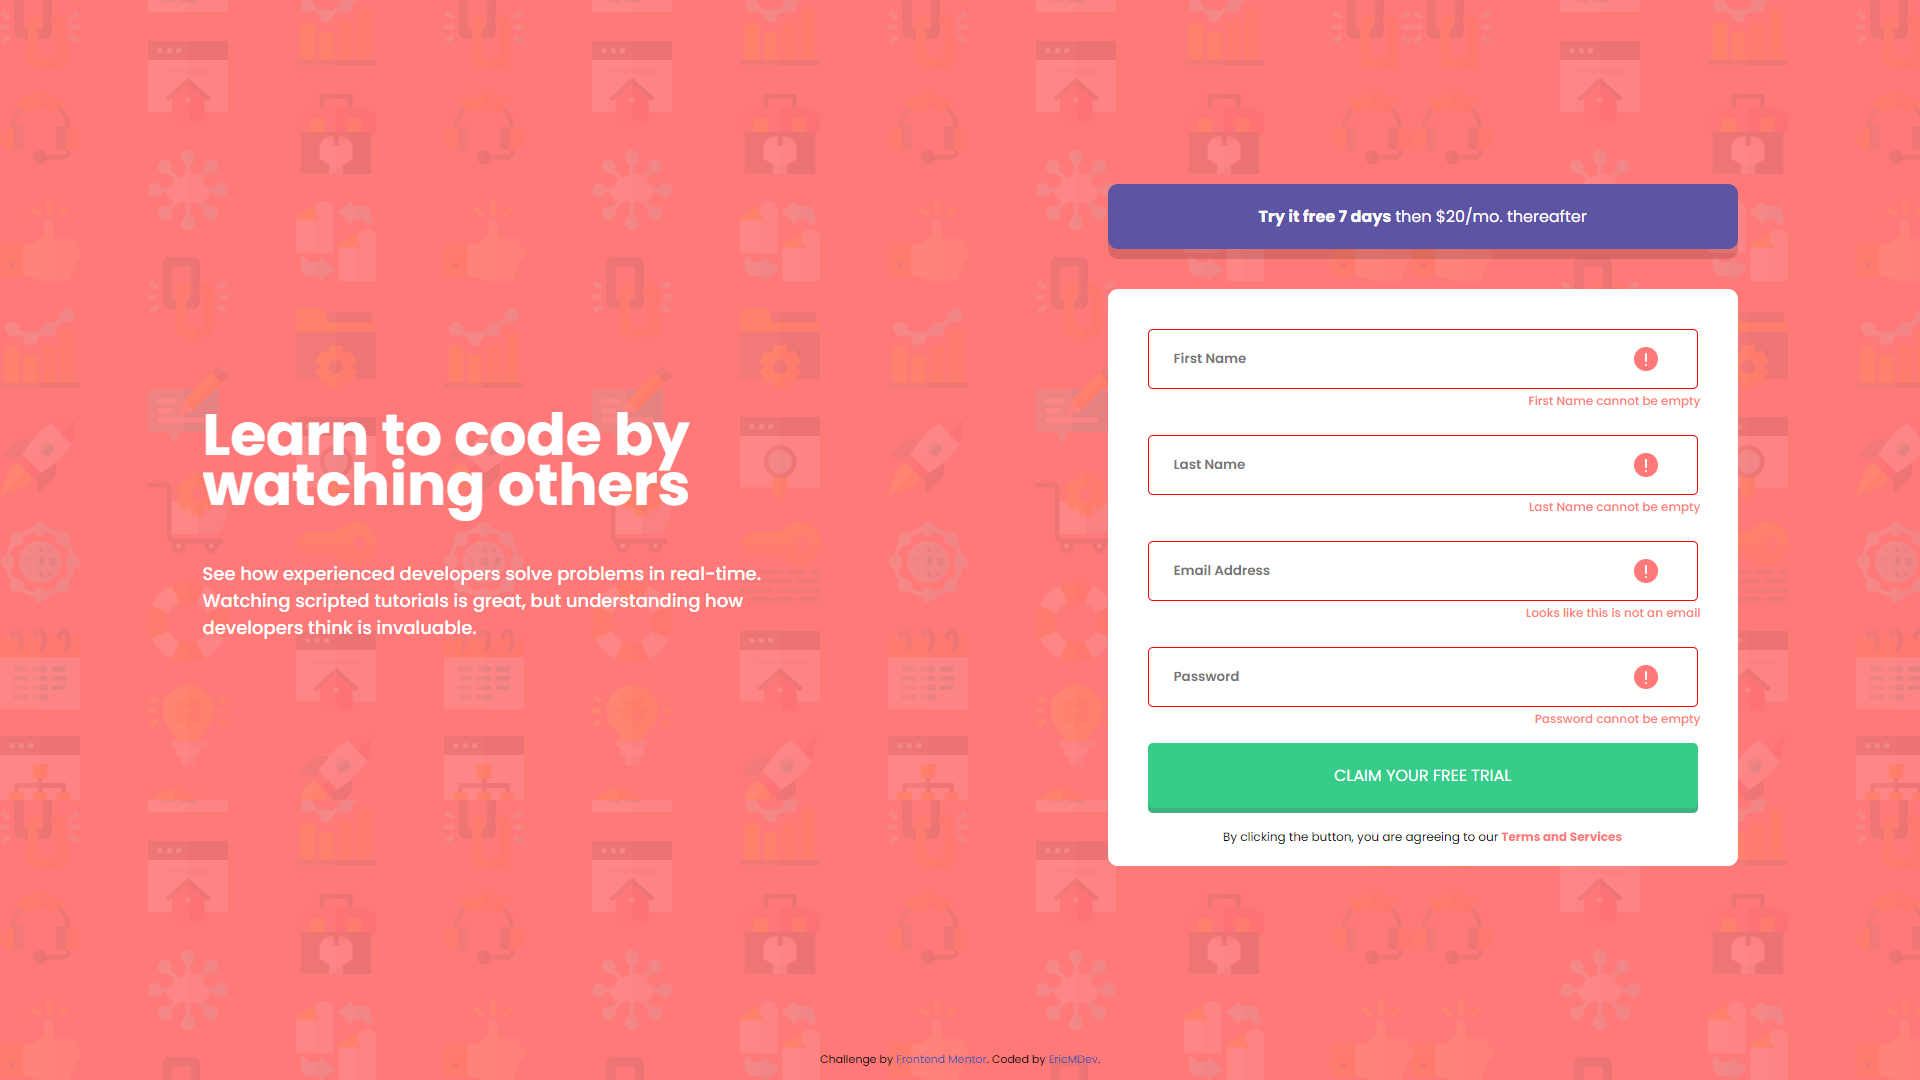 Learn to code by
watching others
See how experienced developers solve problems in real-time.
Watching scripted tutorials is great, but understanding how
developers think is invaluable.
Try it free 7 days then $20/mo. thereafter
First Name
First Name cannot be empty
Last Name
Last Name cannot be empty
Email Address
Looks like this is not an email
Password
Password cannot be empty
CLAIM YOUR FREE TRIAL
By clicking the button, you are agreeing to our Terms and Services
Challenge by Frontend Mentor. Coded by EricMDev.